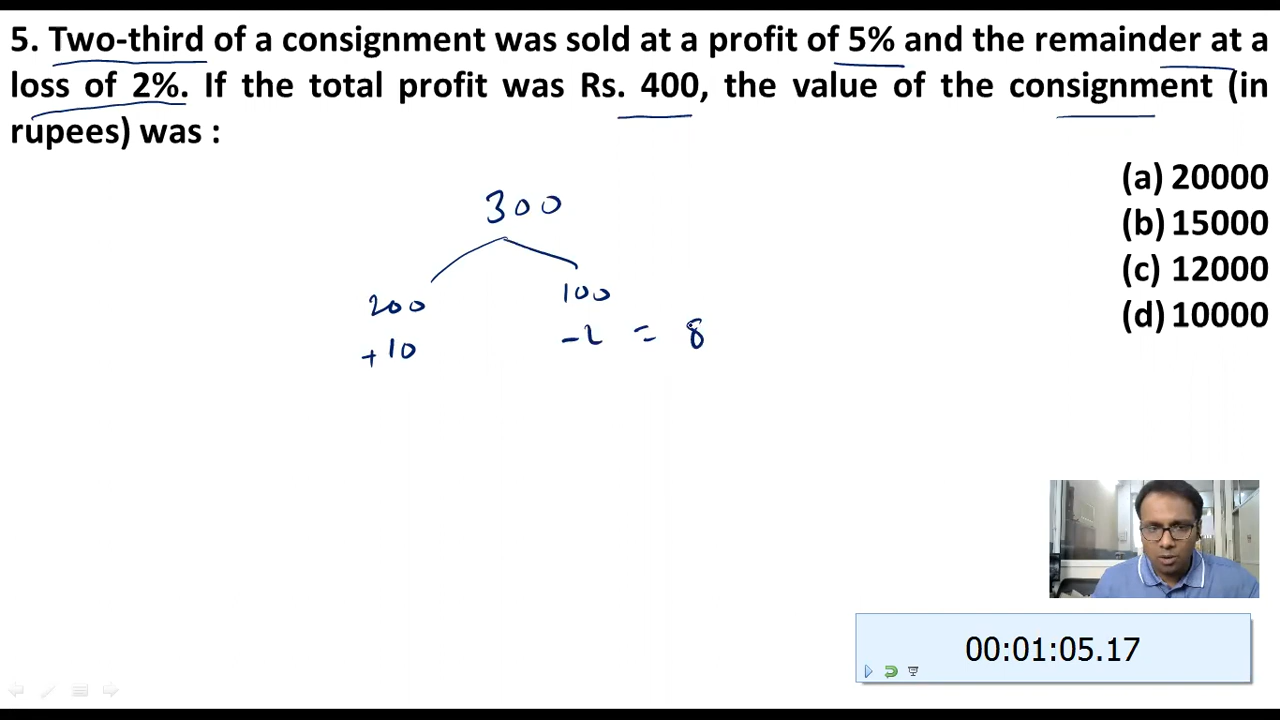 5. Two-third of a consignment was sold at a profit of 5% and the remainder at a
loss of 2%. If the total profit was Rs. 400, the value of the consignment (in
rupees) was :
(a) 20000
(b) 15000
(c) 12000
(d) 10000
300
200 100
+10 -2 = 8
00:01:05.17